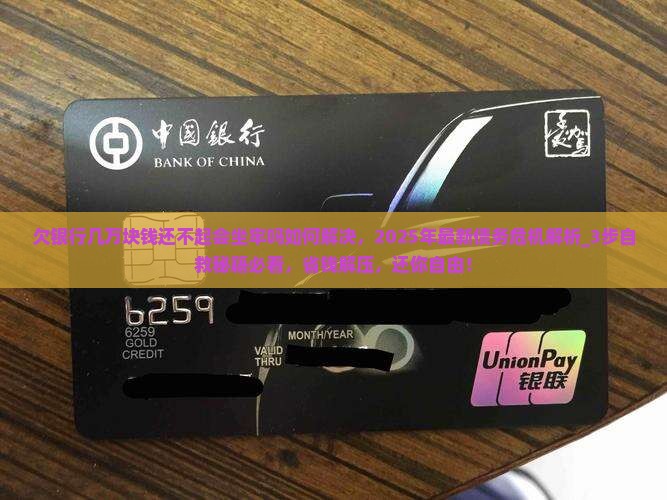 中国银行
BANK OF CHINA
欠银行几万块钱还不起会坐牢吗如何解决，2025年最新债务危机解析_3步自
救秘籍必看，省钱解压，还你自由！
6259
6259
GOLD
CREDIT
MONTH/YEAR
VALID
THRU
UnionPay
银联